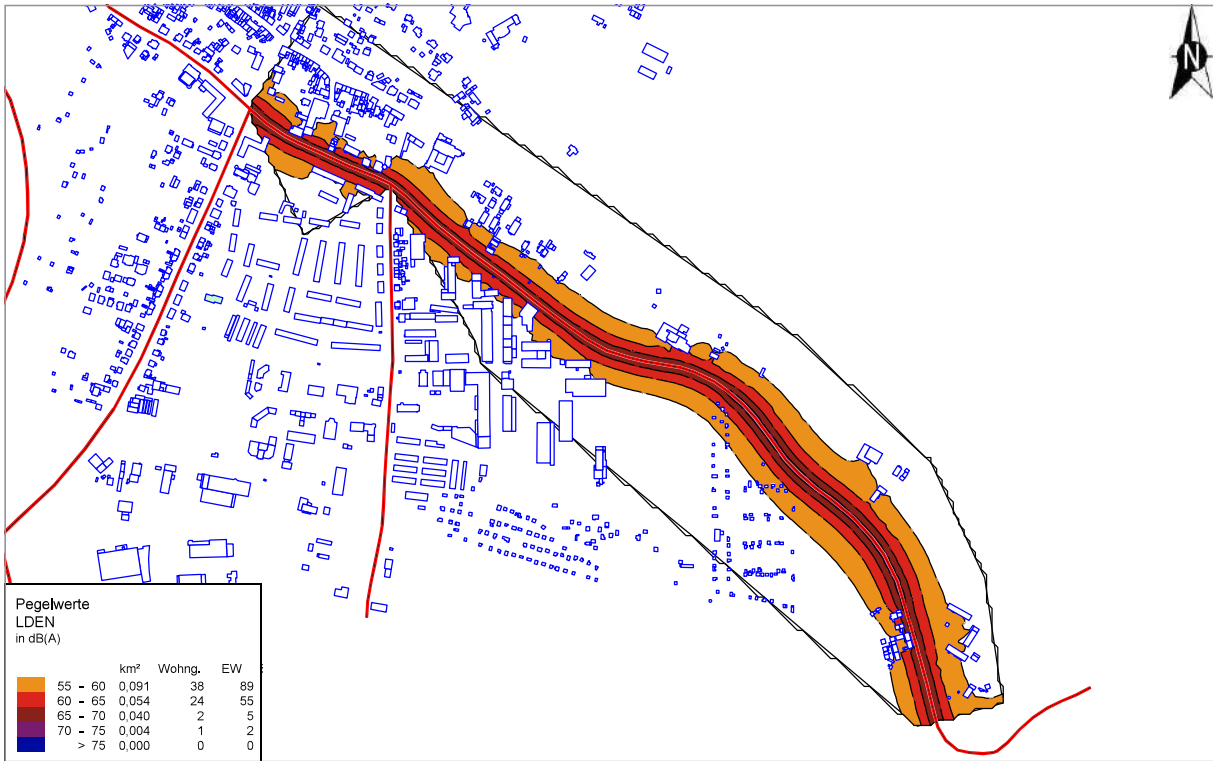 N
Pegelwerte
LDEN
in dB(A)
km² Wohng. EW
55 - 60 0,091 38 89
60 - 65 0,054 24 55
65 - 70 0,040 2 5
70 - 75 0,004 1 2
> 75 0,000 0 0